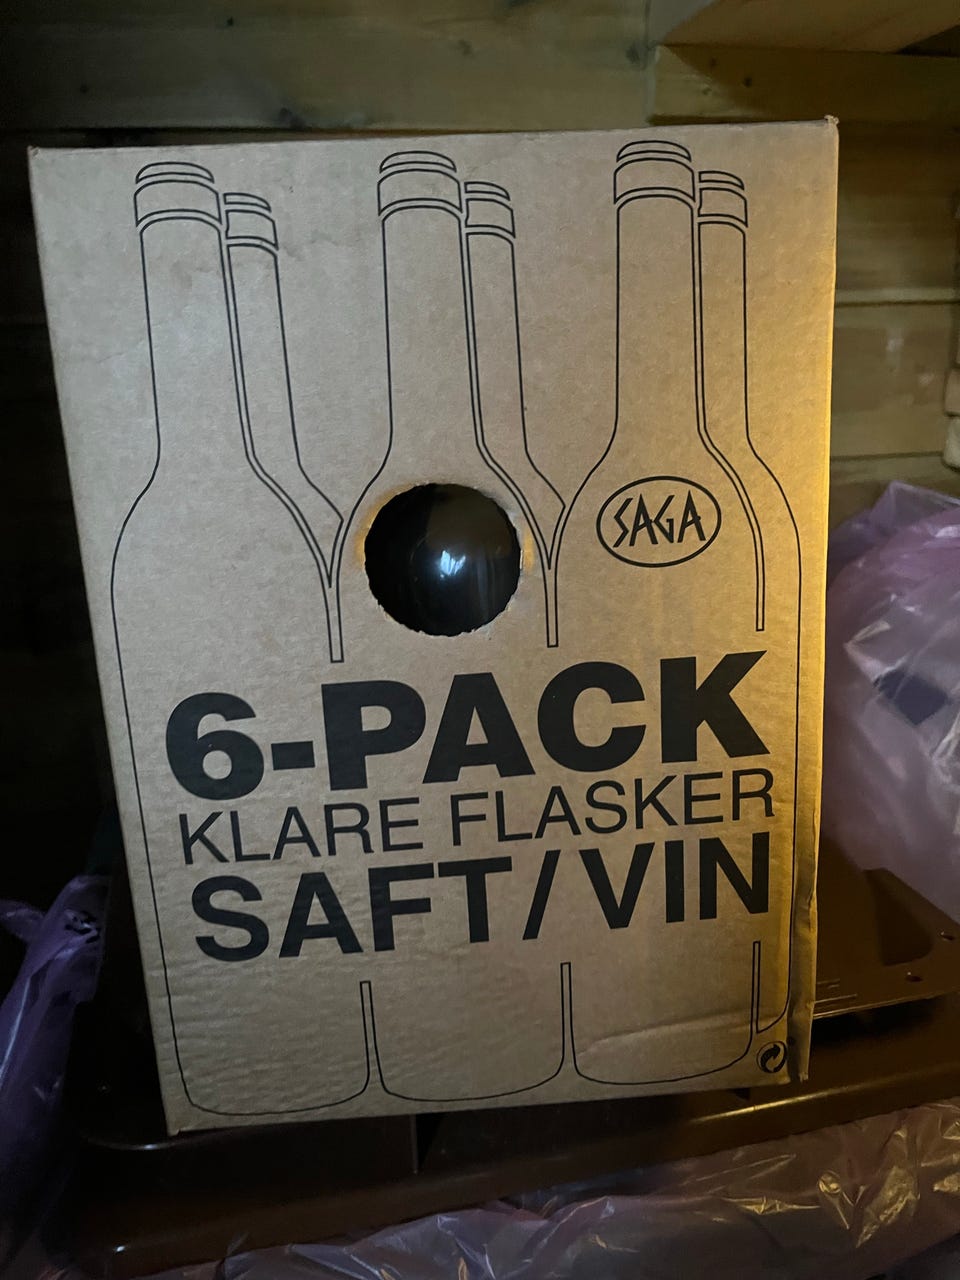 SAGA
6-PACK
KLARE FLASKER
SAFT/VIN